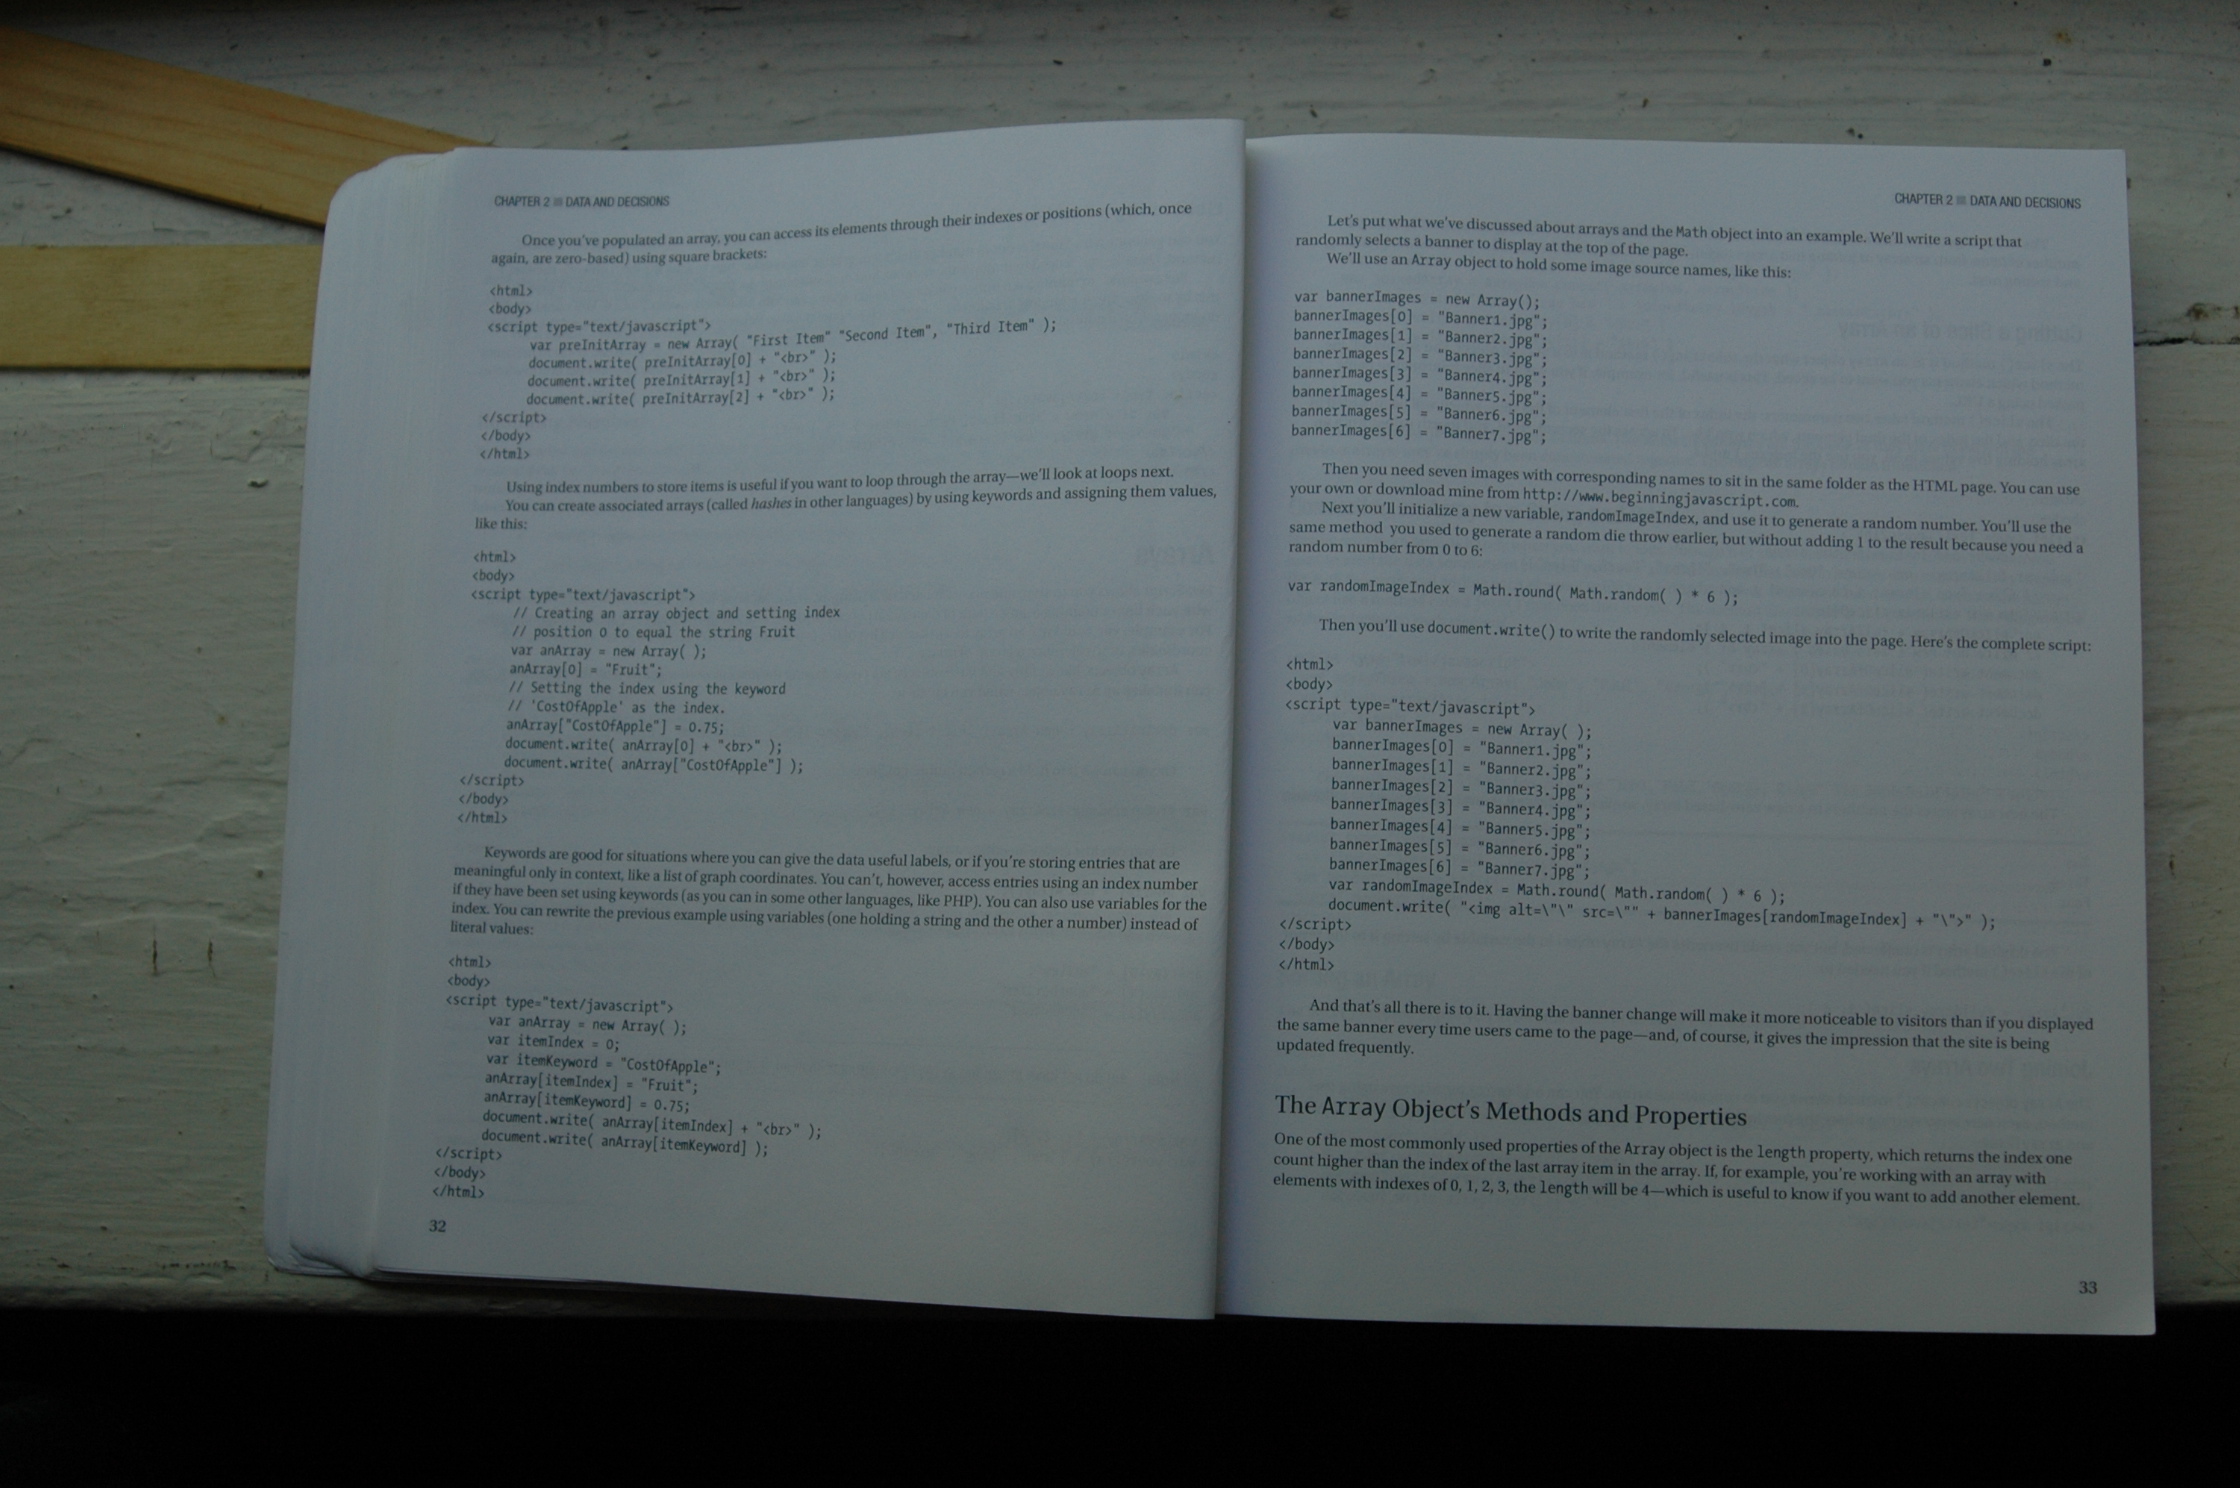 CHAPTER 2 ■ DATA AND DECISIONS
Once you've populated an array, you can access its elements through their indexes or positions (which, once
again, are zero-based) using square brackets:
<html>
<body>
<script type="text/javascript">
var preInitArray = new Array( "First Item" "Second Item", "Third Item" );
document.write( preInitArray[0] + "<br>" );
document.write( preInitArray[1] + "<br>" );
document.write( preInitArray[2] + "<br>" );
</script>
</body>
</html>
Using index numbers to store items is useful if you want to loop through the array—we'll look at loops next.
You can create associated arrays (called hashes in other languages) by using keywords and assigning them values,
like this:
<html>
<body>
<script type="text/javascript">
// Creating an array object and setting index
// position 0 to equal the string Fruit
var anArray = new Array( );
anArray[0] = "Fruit";
// Setting the index using the keyword
// 'CostOfApple' as the index.
anArray["CostOfApple"] = 0.75;
document.write( anArray[0] + "<br>" );
document.write( anArray["CostOfApple"] );
</script>
</body>
</html>
Keywords are good for situations where you can give the data useful labels, or if you're storing entries that are
meaningful only in context, like a list of graph coordinates. You can't, however, access entries using an index number
if they have been set using keywords (as you can in some other languages, like PHP). You can also use variables for the
index. You can rewrite the previous example using variables (one holding a string and the other a number) instead of
literal values:
<html>
<body>
<script type="text/javascript">
var anArray = new Array( );
var itemIndex = 0;
var itemKeyword = "CostOfApple";
anArray[itemIndex] = "Fruit";
anArray[itemKeyword] = 0.75;
document.write( anArray[itemIndex] + "<br>" );
document.write( anArray[itemKeyword] );
</script>
</body>
</html>
32
CHAPTER 2 ■ DATA AND DECISIONS
Let's put what we've discussed about arrays and the Math object into an example. We'll write a script that
randomly selects a banner to display at the top of the page.
We'll use an Array object to hold some image source names, like this:
var bannerImages = new Array();
bannerImages[0] = "Banner1.jpg";
bannerImages[1] = "Banner2.jpg";
bannerImages[2] = "Banner3.jpg";
bannerImages[3] = "Banner4.jpg";
bannerImages[4] = "Banner5.jpg";
bannerImages[5] = "Banner6.jpg";
bannerImages[6] = "Banner7.jpg";
Then you need seven images with corresponding names to sit in the same folder as the HTML page. You can use
your own or download mine from http://www.beginningjavascript.com.
Next you'll initialize a new variable, randomImageIndex, and use it to generate a random number. You'll use the
same method you used to generate a random die throw earlier, but without adding 1 to the result because you need a
random number from 0 to 6:
var randomImageIndex = Math.round( Math.random( ) * 6 );
Then you'll use document.write() to write the randomly selected image into the page. Here's the complete script:
<html>
<body>
<script type="text/javascript">
var bannerImages = new Array( );
bannerImages[0] = "Banner1.jpg";
bannerImages[1] = "Banner2.jpg";
bannerImages[2] = "Banner3.jpg";
bannerImages[3] = "Banner4.jpg";
bannerImages[4] = "Banner5.jpg";
bannerImages[5] = "Banner6.jpg";
bannerImages[6] = "Banner7.jpg";
var randomImageIndex = Math.round( Math.random( ) * 6 );
document.write( "<img alt=\"\" src=\"" + bannerImages[randomImageIndex] + "\">" );
</script>
</body>
</html>
And that's all there is to it. Having the banner change will make it more noticeable to visitors than if you displayed
the same banner every time users came to the page—and, of course, it gives the impression that the site is being
updated frequently.
The Array Object's Methods and Properties
One of the most commonly used properties of the Array object is the length property, which returns the index one
count higher than the index of the last array item in the array. If, for example, you're working with an array with
elements with indexes of 0, 1, 2, 3, the length will be 4—which is useful to know if you want to add another element.
33